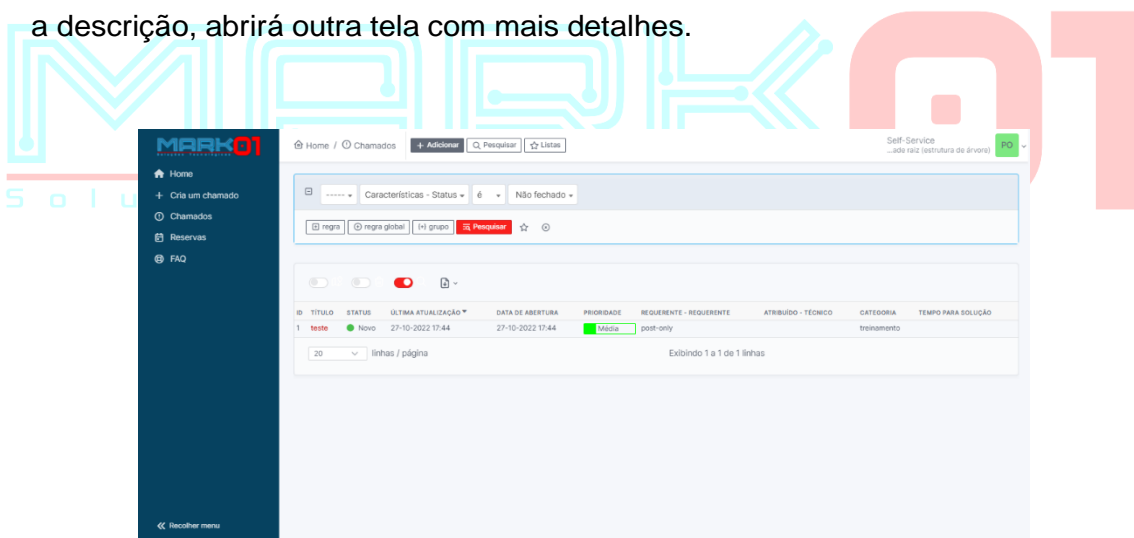 a descrição, abrirá outra tela com mais detalhes.
MARK01
Solu
MARK01
Soluções Tecnológicas
Home / Chamados + Adicionar Pesquisar Listas
Self-Service
...ade raiz (estrutura de árvore)
PO
Home
+ Cria um chamado
Chamados
Reservas
FAQ
----- Características - Status é Não fechado
regra regra global (+) grupo Pesquisar
ID TÍTULO STATUS ÚLTIMA ATUALIZAÇÃO DATA DE ABERTURA PRIORIDADE REQUERENTE - REQUERENTE ATRIBUÍDO - TÉCNICO CATEGORIA TEMPO PARA SOLUÇÃO
1 teste Novo 27-10-2022 17:44 27-10-2022 17:44 Média post-only treinamento
20 linhas / página Exibindo 1 a 1 de 1 linhas
Recolher menu